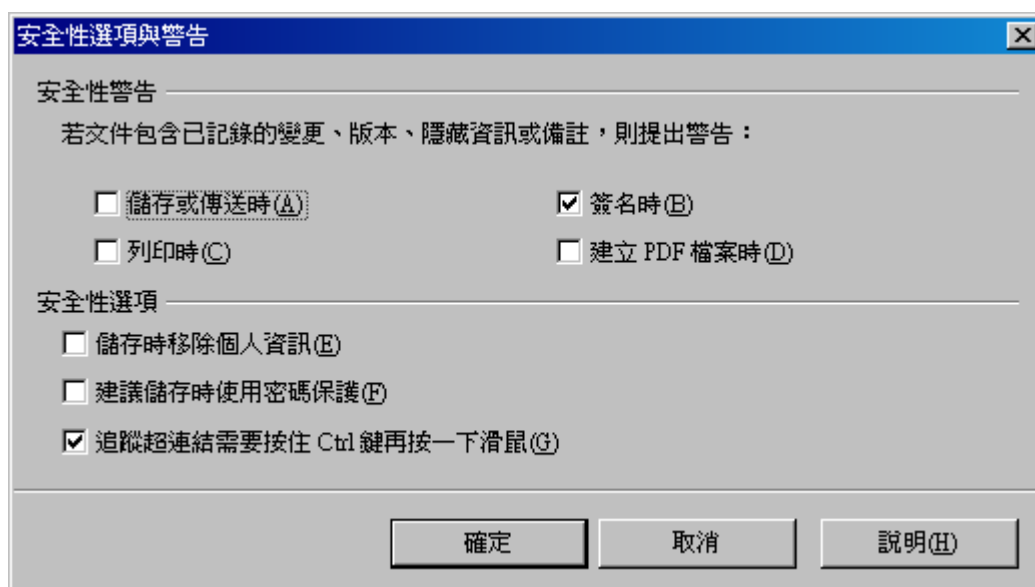 安全性選項與警告
安全性警告
若文件包含已記錄的變更、版本、隱藏資訊或備註，則提出警告：
儲存或傳送時(A) 簽名時(B)
列印時(C) 建立 PDF 檔案時(D)
安全性選項
儲存時移除個人資訊(E)
建議儲存時使用密碼保護(F)
追蹤超連結需要按住 Ctrl 鍵再按一下滑鼠(G)
確定 取消 說明(H)